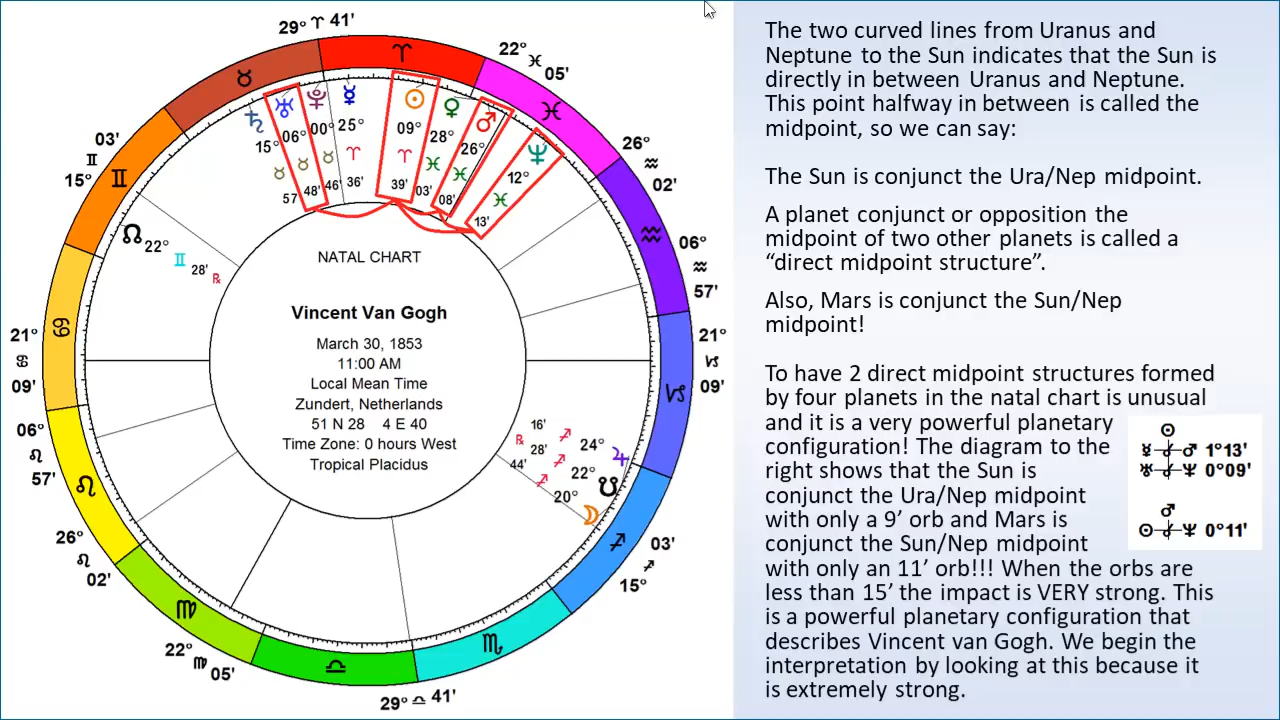 29° ♈ 41'
22° ♓ 05'
26° ♒ 02'
06° ♒ 57'
21° ♑ 09'
03' ♐ 15°
29° ♎ 41'
22° ♍ 05'
26° ♌ 02'
06° ♌ 57'
21° ♋ 09'
03' ♊ 15°
♄ 15° ♉ 57'
♅ 06° ♉ 48'
♇ 00° ♉ 46'
☿ 25° ♈ 36'
☉ 09° ♈ 39'
♀ 28° ♓ 03'
♂ 26° ♓ 08'
♆ 12° ♓ 13'
☊ 22° ♊ 28' ℞
♃ 24° ♐ 16' ℞
☋ 22° ♐ 28'
☽ 20° ♐ 44'
NATAL CHART
Vincent Van Gogh
March 30, 1853
11:00 AM
Local Mean Time
Zundert, Netherlands
51 N 28 4 E 40
Time Zone: 0 hours West
Tropical Placidus
The two curved lines from Uranus and
Neptune to the Sun indicates that the Sun is
directly in between Uranus and Neptune.
This point halfway in between is called the
midpoint, so we can say:
The Sun is conjunct the Ura/Nep midpoint.
A planet conjunct or opposition the
midpoint of two other planets is called a
“direct midpoint structure”.
Also, Mars is conjunct the Sun/Nep
midpoint!
To have 2 direct midpoint structures formed
by four planets in the natal chart is unusual
and it is a very powerful planetary
configuration! The diagram to the
right shows that the Sun is
conjunct the Ura/Nep midpoint
with only a 9’ orb and Mars is
conjunct the Sun/Nep midpoint
with only an 11’ orb!!! When the orbs are
less than 15’ the impact is VERY strong. This
is a powerful planetary configuration that
describes Vincent van Gogh. We begin the
interpretation by looking at this because it
is extremely strong.
☉
☿ ♂ 1°13'
♅ ♆ 0°09'
♂
☉ ♆ 0°11'